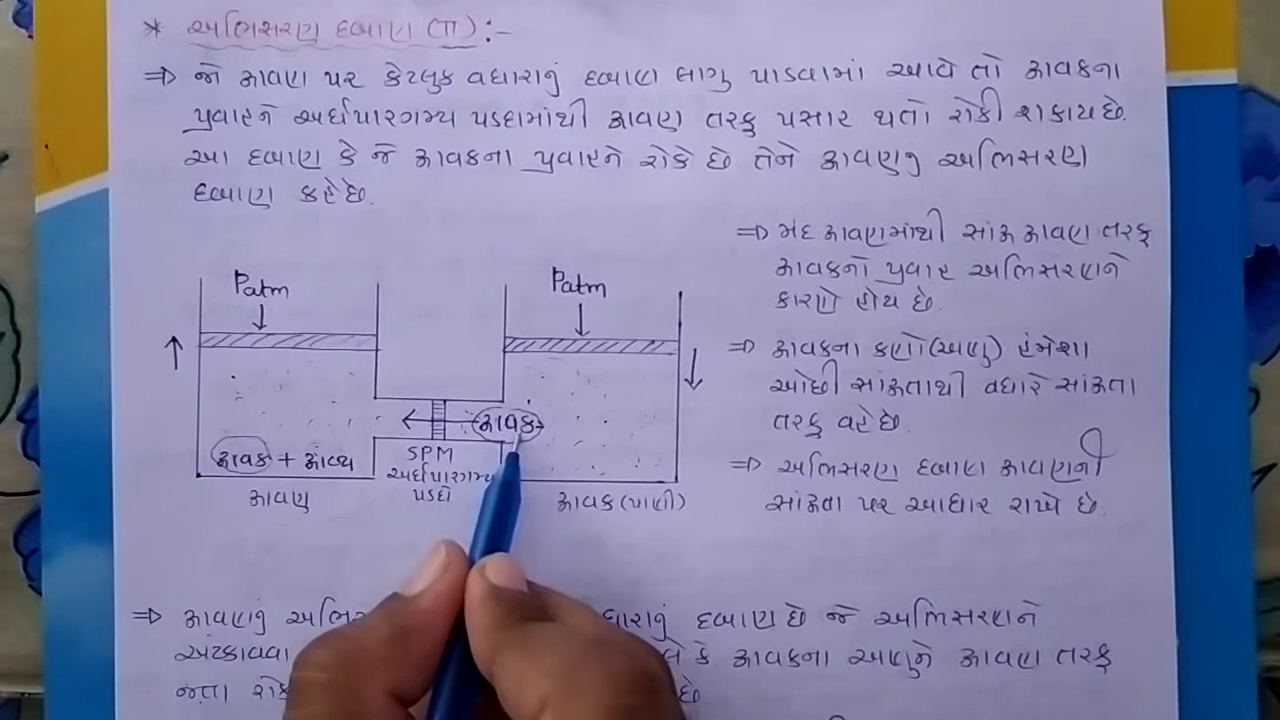 * અભિસરણ દબાણ (π) :-
⇒ જો દ્રાવણ પર કેટલુક વધારાનું દબાણ લાગુ પાડવામાં આવે તો દ્રાવકના
પ્રવાહને અર્ધપારગમ્ય પડદામાંથી દ્રાવણ તરફ પસાર થતો રોકી શકાય છે.
આ દબાણ કે જે દ્રાવકના પ્રવાહને રોકે છે તેને દ્રાવણનું અભિસરણ
દબાણ કહે છે.
⇒ મંદ દ્રાવણમાંથી સાંદ્ર દ્રાવણ તરફ
દ્રાવકનો પ્રવાહ અભિસરણને
કારણે હોય છે.
⇒ દ્રાવકના કણો(અણુ) હંમેશા
ઓછી સાંદ્રતાથી વધારે સાંદ્રતા
તરફ વહે છે.
⇒ અભિસરણ દબાણ દ્રાવણની
સાંદ્રતા પર આધાર રાખે છે.
Patm
Patm
દ્રાવક + દ્રાવ્ય
દ્રાવક
SPM
અર્ધપારગમ્ય
પડદો
દ્રાવણ
દ્રાવક (પાણી)
⇒ દ્રાવણનું દબાણ છે જે અભિસરણને
અટકાવવા કે દ્રાવકના અણુને દ્રાવણ તરફ
જતા છે